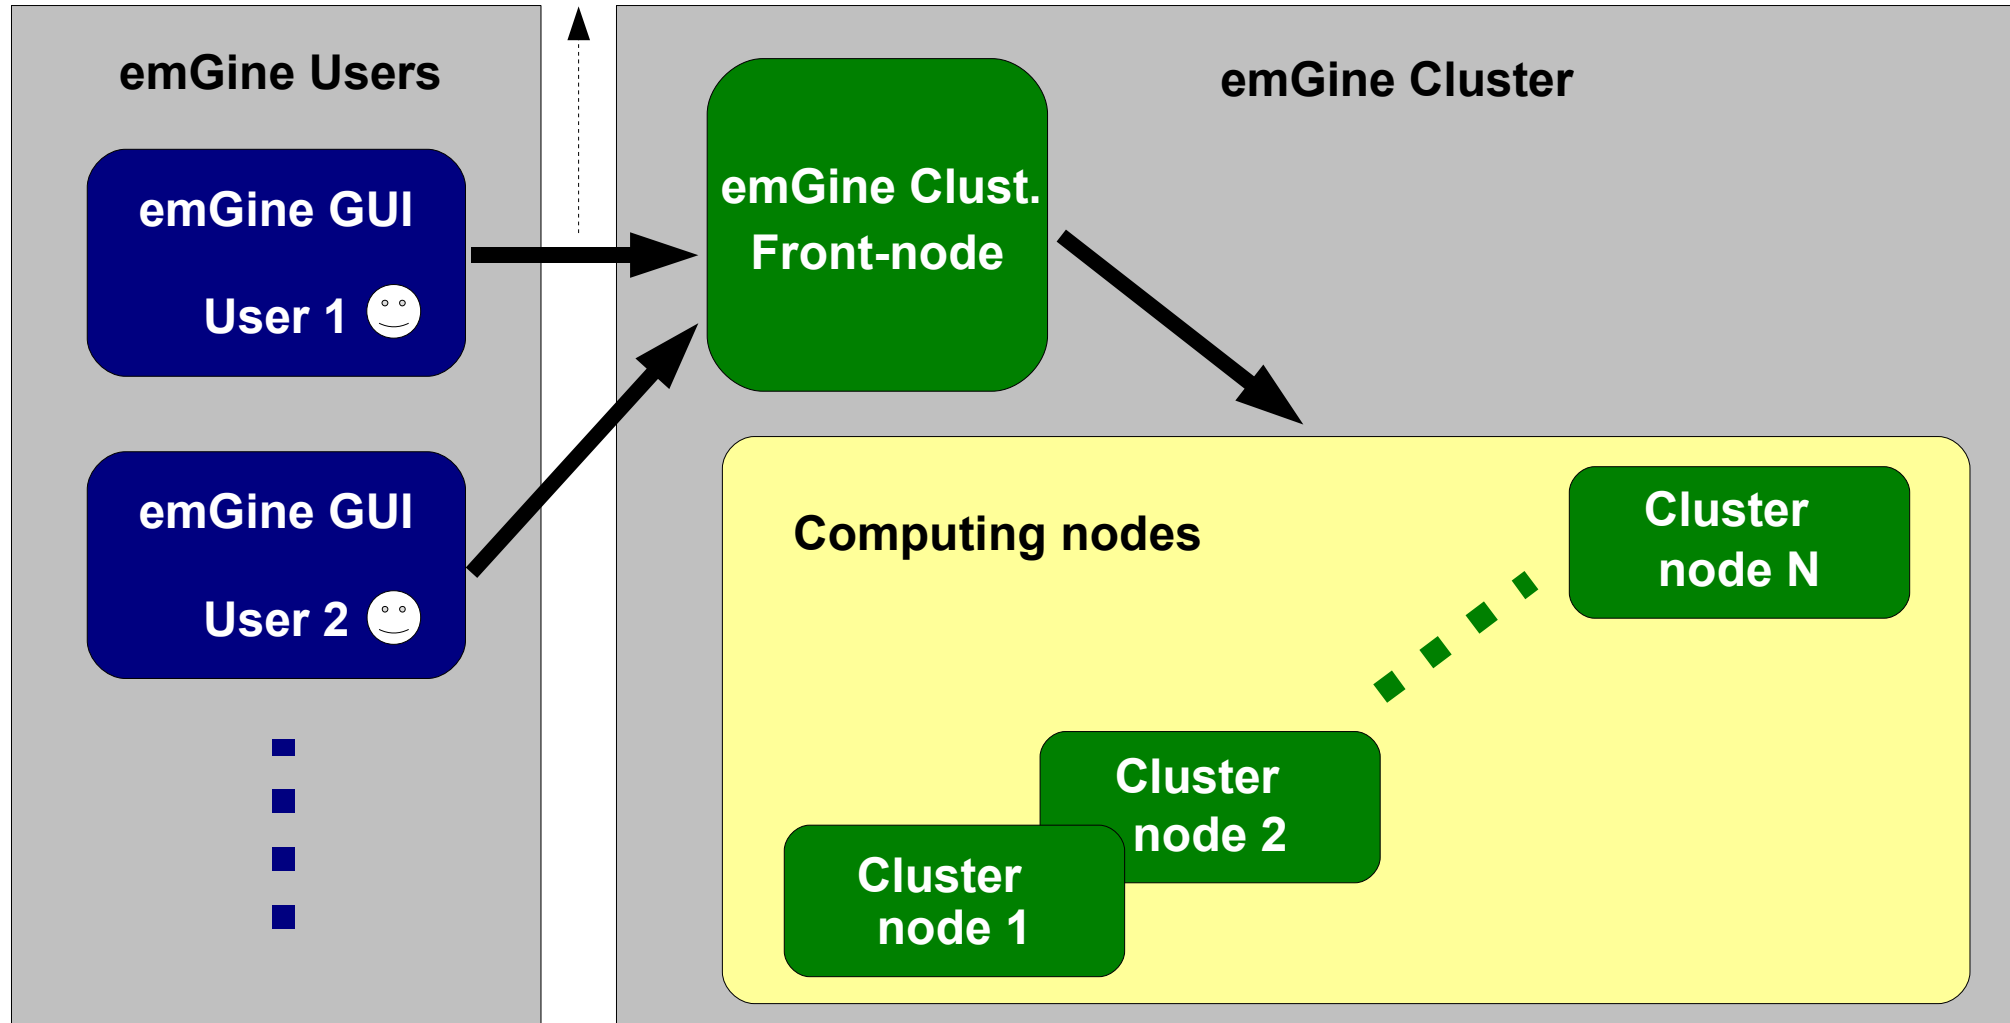 emGine Users
emGine GUI
User 1
emGine GUI
User 2
emGine Cluster
emGine Clust.
Front-node
Computing nodes
Cluster
node N
Cluster
node 2
Cluster
node 1